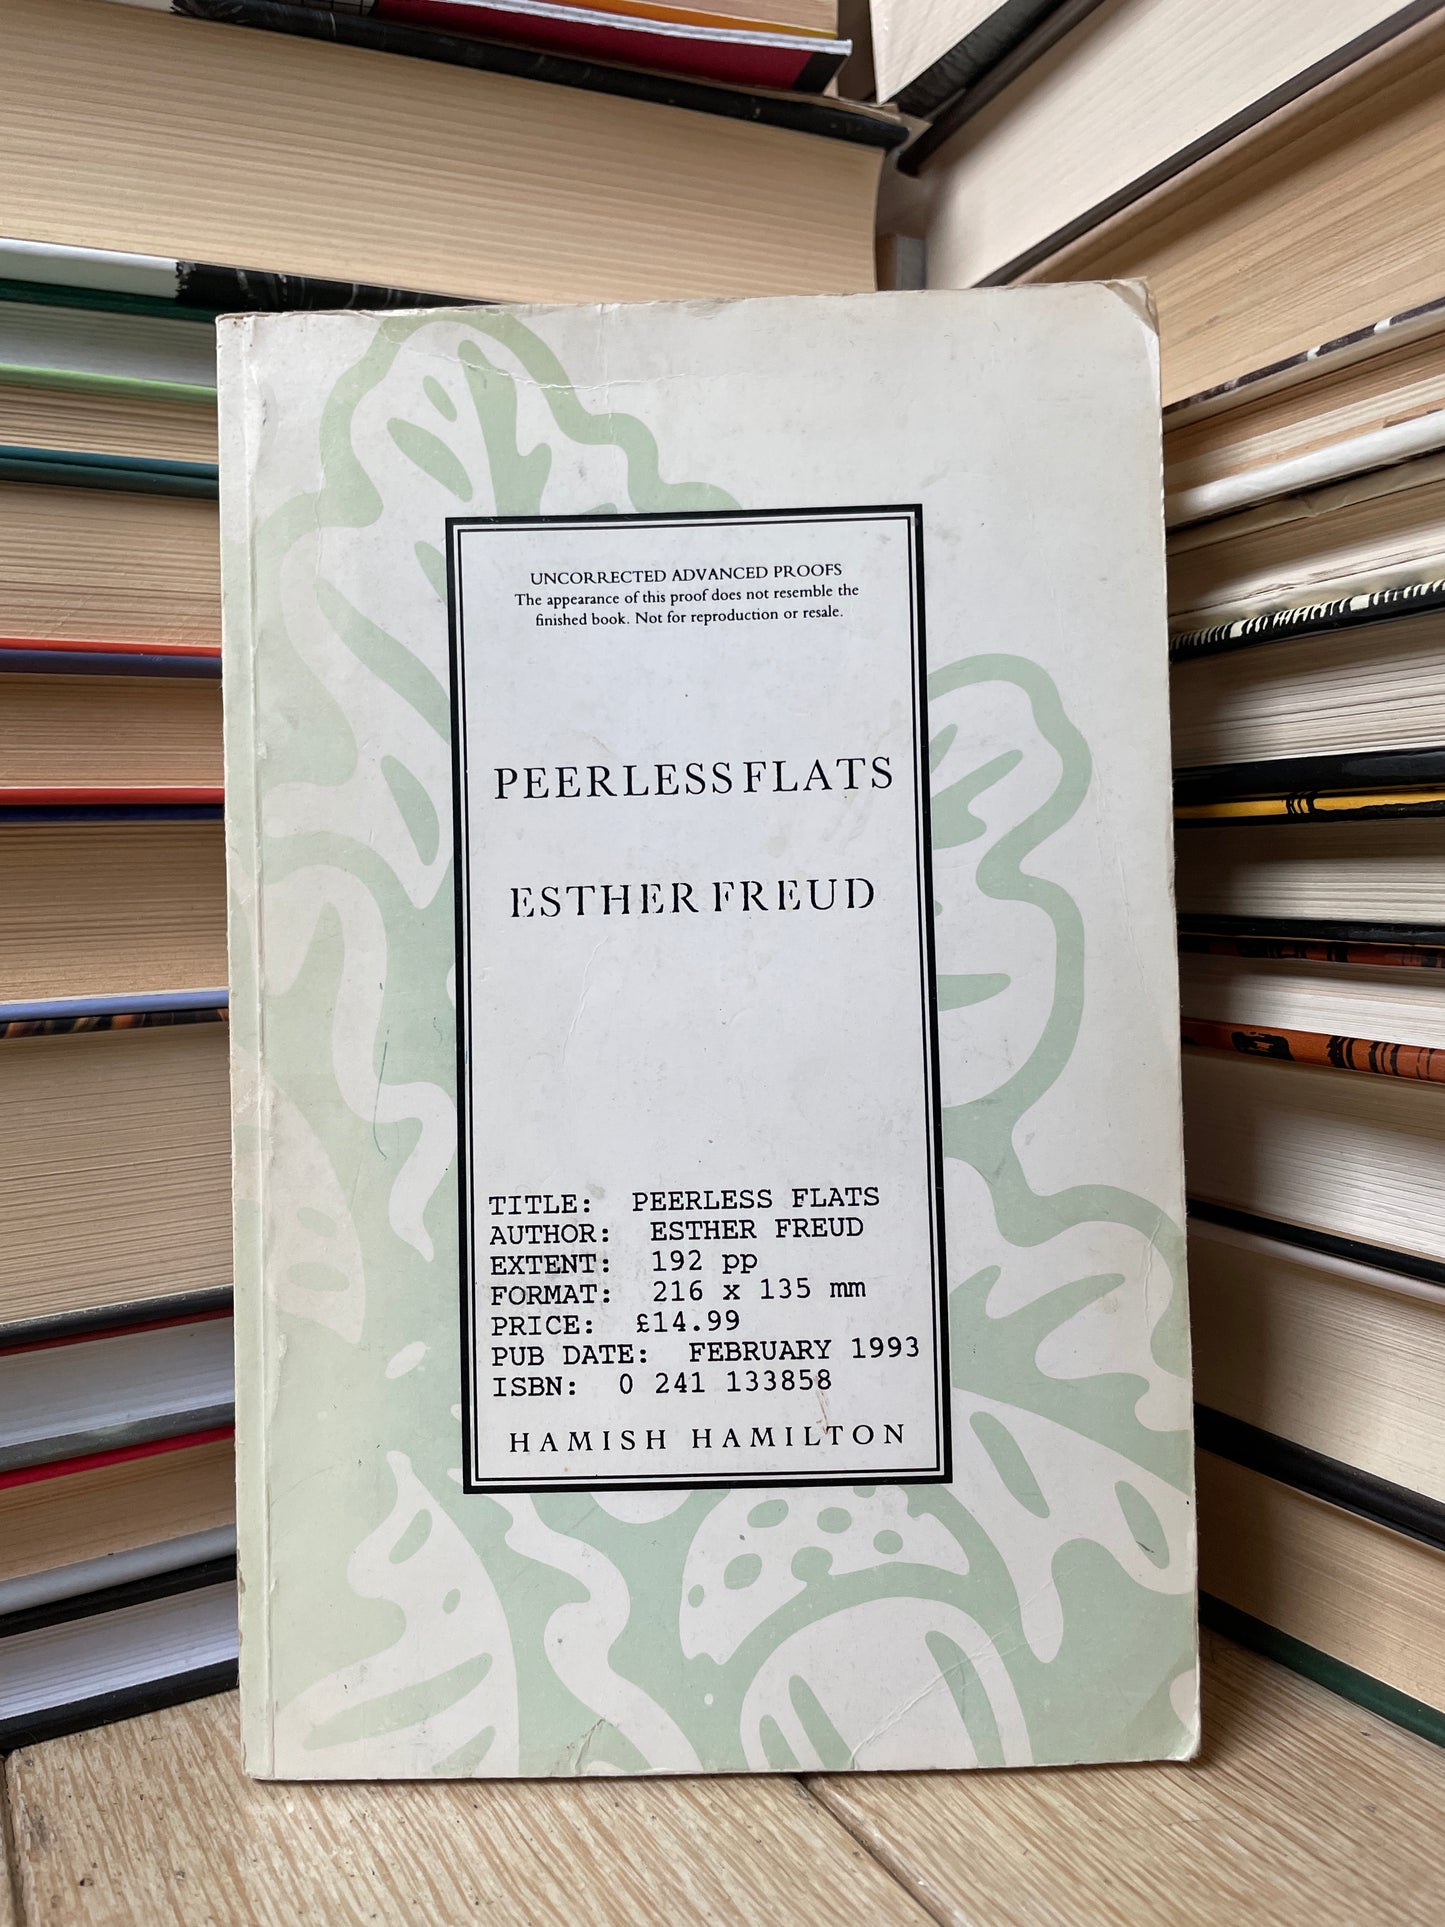 UNCORRECTED ADVANCED PROOFS
The appearance of this proof does not resemble the
finished book. Not for reproduction or resale.
PEERLESS FLATS
ESTHER FREUD
TITLE: PEERLESS FLATS
AUTHOR: ESTHER FREUD
EXTENT: 192 pp
FORMAT: 216 x 135 mm
PRICE: £14.99
PUB DATE: FEBRUARY 1993
ISBN: 0 241 133858
HAMISH HAMILTON